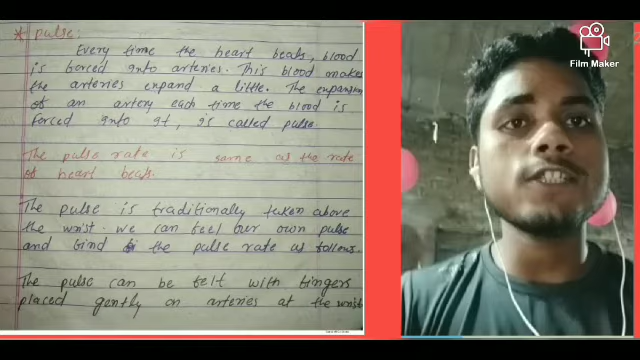 * Pulse:
Every time the heart beats, blood
is forced into arteries. This blood makes
the arteries expand a little. The expansion
of an artery each time the blood is
forced into it, is called pulse.
The pulse rate is same as the rate
of heart beats.
The pulse is traditionally taken above
the wrist. we can feel our own pulse
and find the pulse rate as follows.
The pulse can be felt with fingers
placed gently on arteries at the wrist
Film Maker